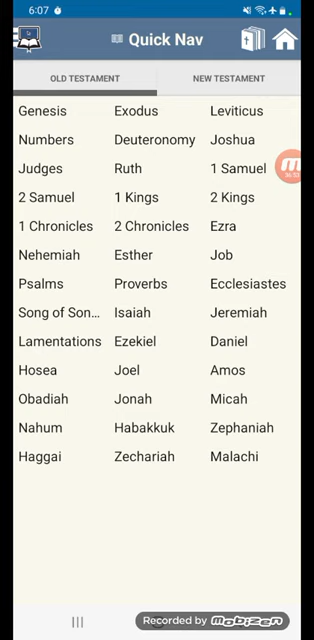 6:07
Quick Nav
OLD TESTAMENT NEW TESTAMENT
Genesis Exodus Leviticus
Numbers Deuteronomy Joshua
Judges Ruth 1 Samuel
2 Samuel 1 Kings 2 Kings
1 Chronicles 2 Chronicles Ezra
Nehemiah Esther Job
Psalms Proverbs Ecclesiastes
Song of Son... Isaiah Jeremiah
Lamentations Ezekiel Daniel
Hosea Joel Amos
Obadiah Jonah Micah
Nahum Habakkuk Zephaniah
Haggai Zechariah Malachi
Recorded by mobizen